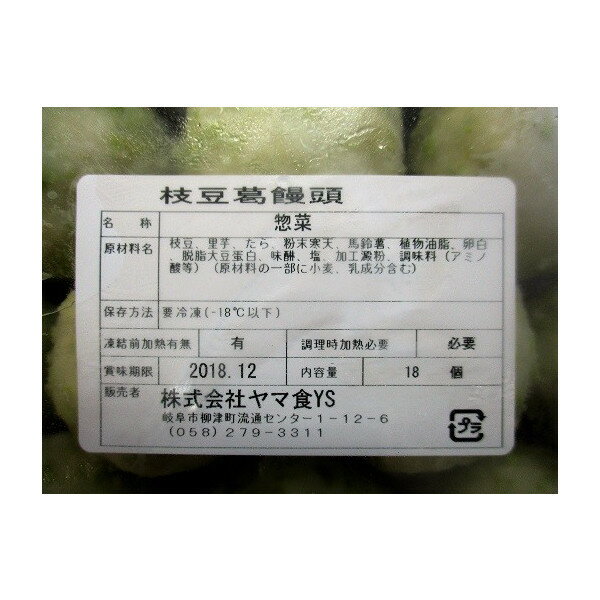 枝豆葛饅頭
名称 惣菜
原材料名 枝豆、里芋、たら、粉末寒天、馬鈴薯、植物油脂、卵白
、脱脂大豆蛋白、味醂、塩、加工澱粉、調味料（アミノ
酸等）（原材料の一部に小麦、乳成分含む）
保存方法 要冷凍(-18℃以下)
凍結前加熱有無 有 調理時加熱必要 必要
賞味期限 2018.12 内容量 18 個
販売者 株式会社ヤマ食YS
岐阜市柳津町流通センター1-12-6
(058)279-3311
プラ